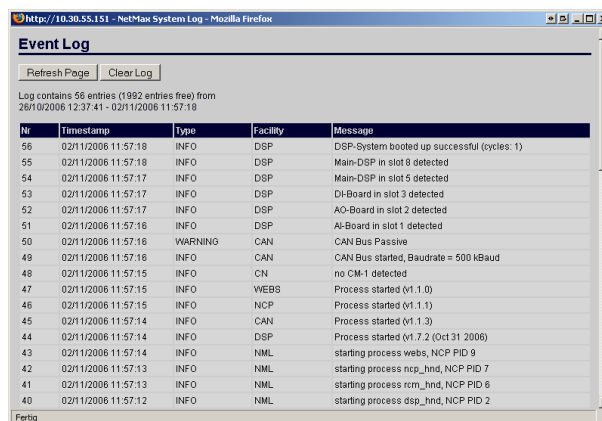 http://10.30.55.151 - NetMax System Log - Mozilla Firefox
Event Log
Refresh Page Clear Log
Log contains 56 entries (1992 entries free) from
26/10/2006 12:37:41 - 02/11/2006 11:57:18
Nr Timestamp Type Facility Message
56 02/11/2006 11:57:18 INFO DSP DSP-System booted up successful (cycles: 1)
55 02/11/2006 11:57:18 INFO DSP Main-DSP in slot 8 detected
54 02/11/2006 11:57:17 INFO DSP Main-DSP in slot 5 detected
53 02/11/2006 11:57:17 INFO DSP DI-Board in slot 3 detected
52 02/11/2006 11:57:17 INFO DSP AO-Board in slot 2 detected
51 02/11/2006 11:57:16 INFO DSP AI-Board in slot 1 detected
50 02/11/2006 11:57:16 WARNING CAN CAN Bus Passive
49 02/11/2006 11:57:16 INFO CAN CAN Bus started, Baudrate = 500 kBaud
48 02/11/2006 11:57:15 INFO CN no CM-1 detected
47 02/11/2006 11:57:15 INFO WEBS Process started (v1.1.0)
46 02/11/2006 11:57:15 INFO NCP Process started (v1.1.1)
45 02/11/2006 11:57:14 INFO CAN Process started (v1.1.3)
44 02/11/2006 11:57:14 INFO DSP Process started (v1.7.2 (Oct 31 2006)
43 02/11/2006 11:57:14 INFO NML starting process webs, NCP PID 9
42 02/11/2006 11:57:13 INFO NML starting process ncp_hnd, NCP PID 7
41 02/11/2006 11:57:13 INFO NML starting process rcm_hnd, NCP PID 6
40 02/11/2006 11:57:12 INFO NML starting process dsp_hnd, NCP PID 2
Fertig